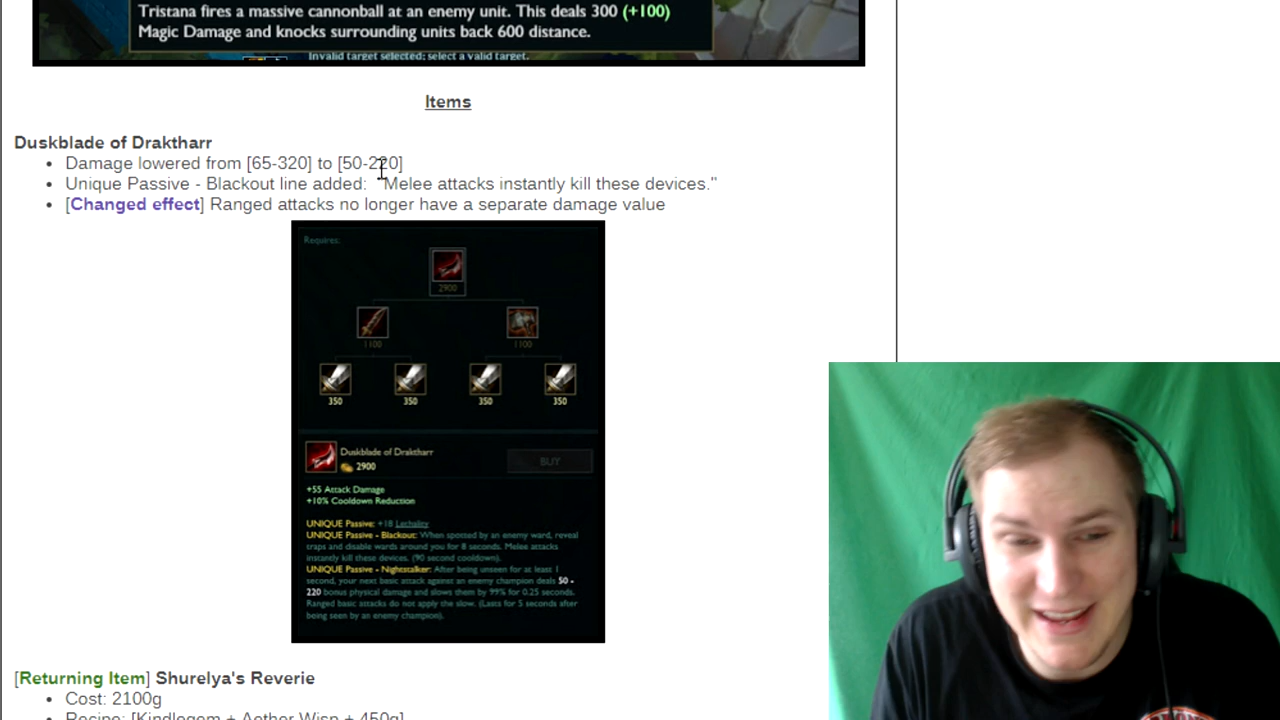 Tristana fires a massive cannonball at an enemy unit. This deals 300 (+100)
Magic Damage and knocks surrounding units back 600 distance.
Invalid target selected: select a valid target.
Items
Duskblade of Draktharr
• Damage lowered from [65-320] to [50-220]
• Unique Passive - Blackout line added: "Melee attacks instantly kill these devices."
• [Changed effect] Ranged attacks no longer have a separate damage value
Requires:
2900
1100 1100
350 350 350 350
Duskblade of Draktharr
2900
BUY
+55 Attack Damage
+10% Cooldown Reduction
UNIQUE Passive: +18 Lethality
UNIQUE Passive - Blackout: When spotted by an enemy ward, reveal
traps and disable wards around you for 8 seconds. Melee attacks
instantly kill these devices. (90 second cooldown).
UNIQUE Passive - Nightstalker: After being unseen for at least 1
second, your next basic attack against an enemy champion deals 50 -
220 bonus physical damage and slows them by 99% for 0.25 seconds.
Ranged basic attacks do not apply the slow. (Lasts for 5 seconds after
being seen by an enemy champion).
[Returning Item] Shurelya's Reverie
• Cost: 2100g
• Recipe: [Kindlegem + Aether Wisp + 450g]